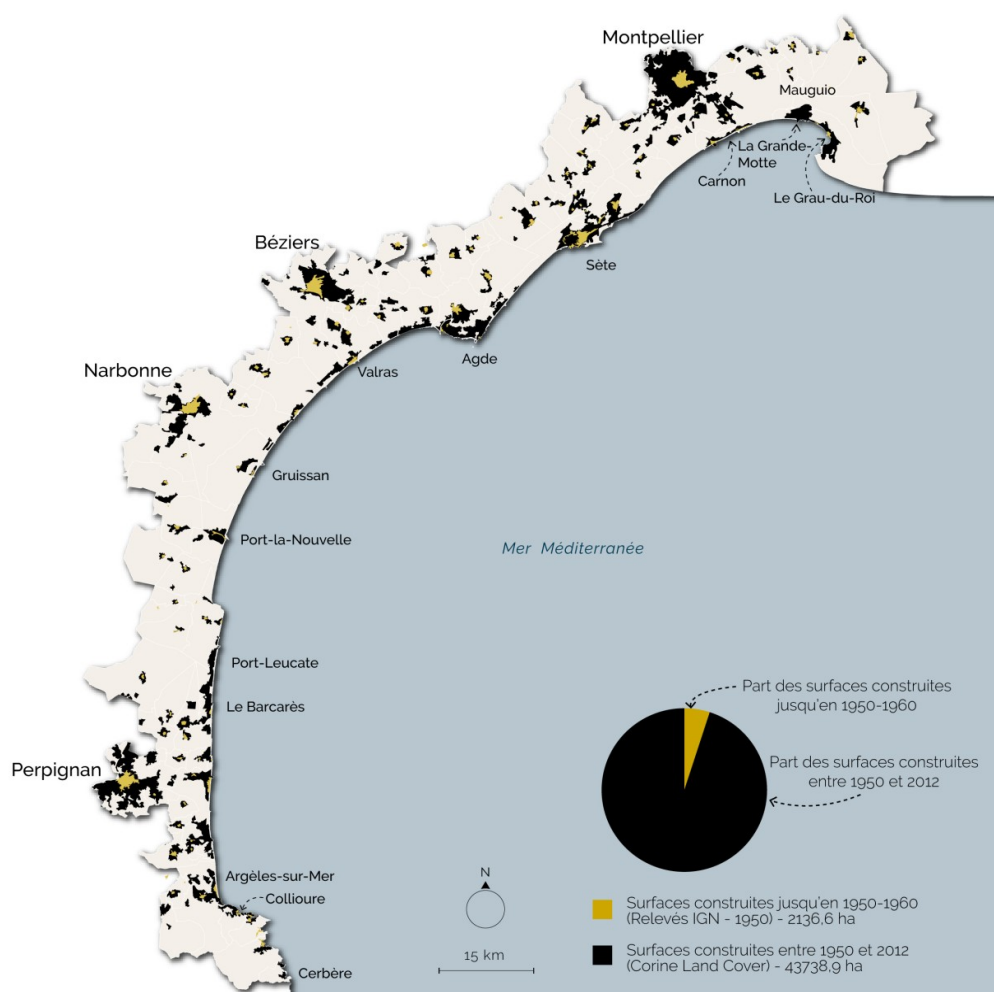 Montpellier
Mauguio
La Grande-
Motte
Carnon
Le Grau-du-Roi
Béziers
Sète
Agde
Valras
Narbonne
Gruissan
Port-la-Nouvelle
Mer Méditerranée
Port-Leucate
Le Barcarès
Perpignan
Argèles-sur-Mer
Collioure
Cerbère
Part des surfaces construites
jusqu'en 1950-1960
Part des surfaces construites
entre 1950 et 2012
N
15 km
Surfaces construites jusqu'en 1950-1960
(Relevés IGN - 1950) - 2136,6 ha
Surfaces construites entre 1950 et 2012
(Corine Land Cover) - 43738,9 ha